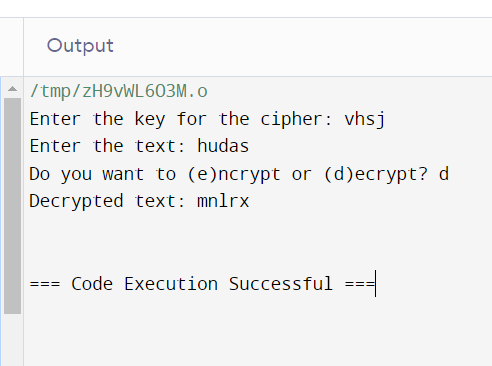 Output
/tmp/zH9vWL6O3M.o
Enter the key for the cipher: vhsj
Enter the text: hudas
Do you want to (e)ncrypt or (d)ecrypt? d
Decrypted text: mnlrx
=== Code Execution Successful ===